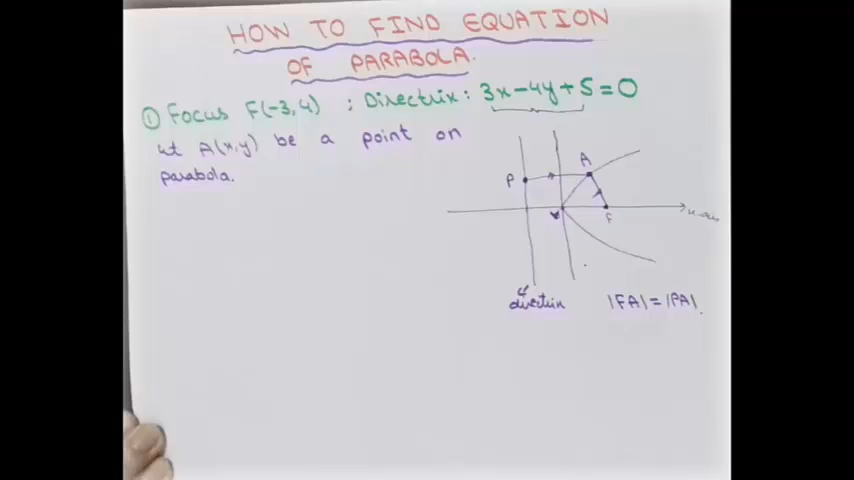 HOW TO FIND EQUATION
OF PARABOLA.
① Focus F(-3,4) ; Directrix: 3x-4y+5=0
let A(x,y) be a point on
parabola.
A
P
F
directrix
|FA|=|PA|.